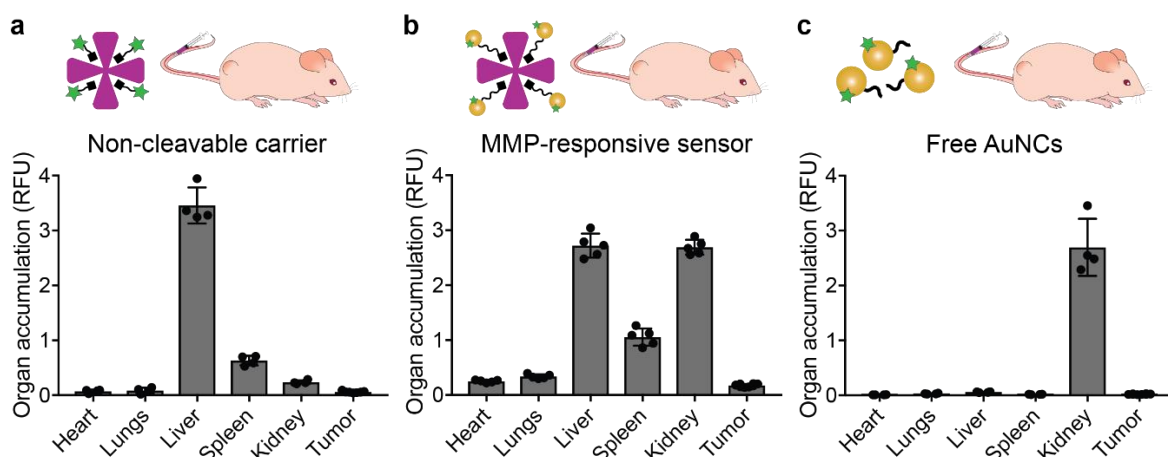 a
Non-cleavable carrier
Organ accumulation (RFU)
4
3
2
1
0
Heart
Lungs
Liver
Spleen
Kidney
Tumor
b
MMP-responsive sensor
Organ accumulation (RFU)
4
3
2
1
0
Heart
Lungs
Liver
Spleen
Kidney
Tumor
c
Free AuNCs
Organ accumulation (RFU)
4
3
2
1
0
Heart
Lungs
Liver
Spleen
Kidney
Tumor